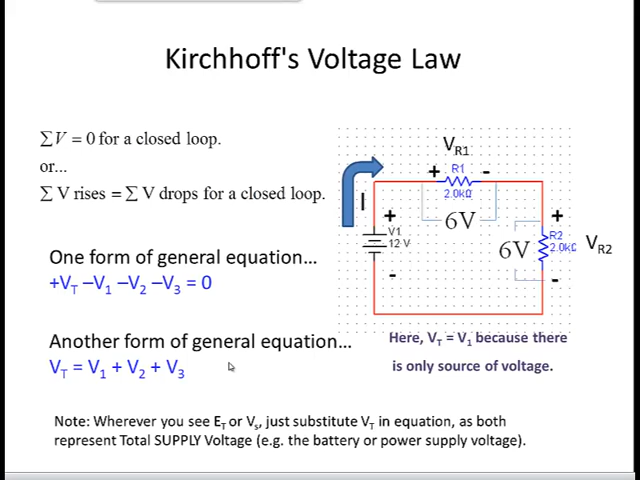 Kirchhoff's Voltage Law
∑V = 0 for a closed loop.
or...
∑ V rises = ∑ V drops for a closed loop.
One form of general equation…
+V_T –V_1 –V_2 –V_3 = 0
Another form of general equation…
V_T = V_1 + V_2 + V_3
V_R1
+ R1 -
2.0kΩ
6V
I
+
V1
12 V
-
+
R2
2.0kΩ
6V
V_R2
-
Here, V_T = V_1 because there
is only source of voltage.
Note: Wherever you see E_T or V_s, just substitute V_T in equation, as both
represent Total SUPPLY Voltage (e.g. the battery or power supply voltage).